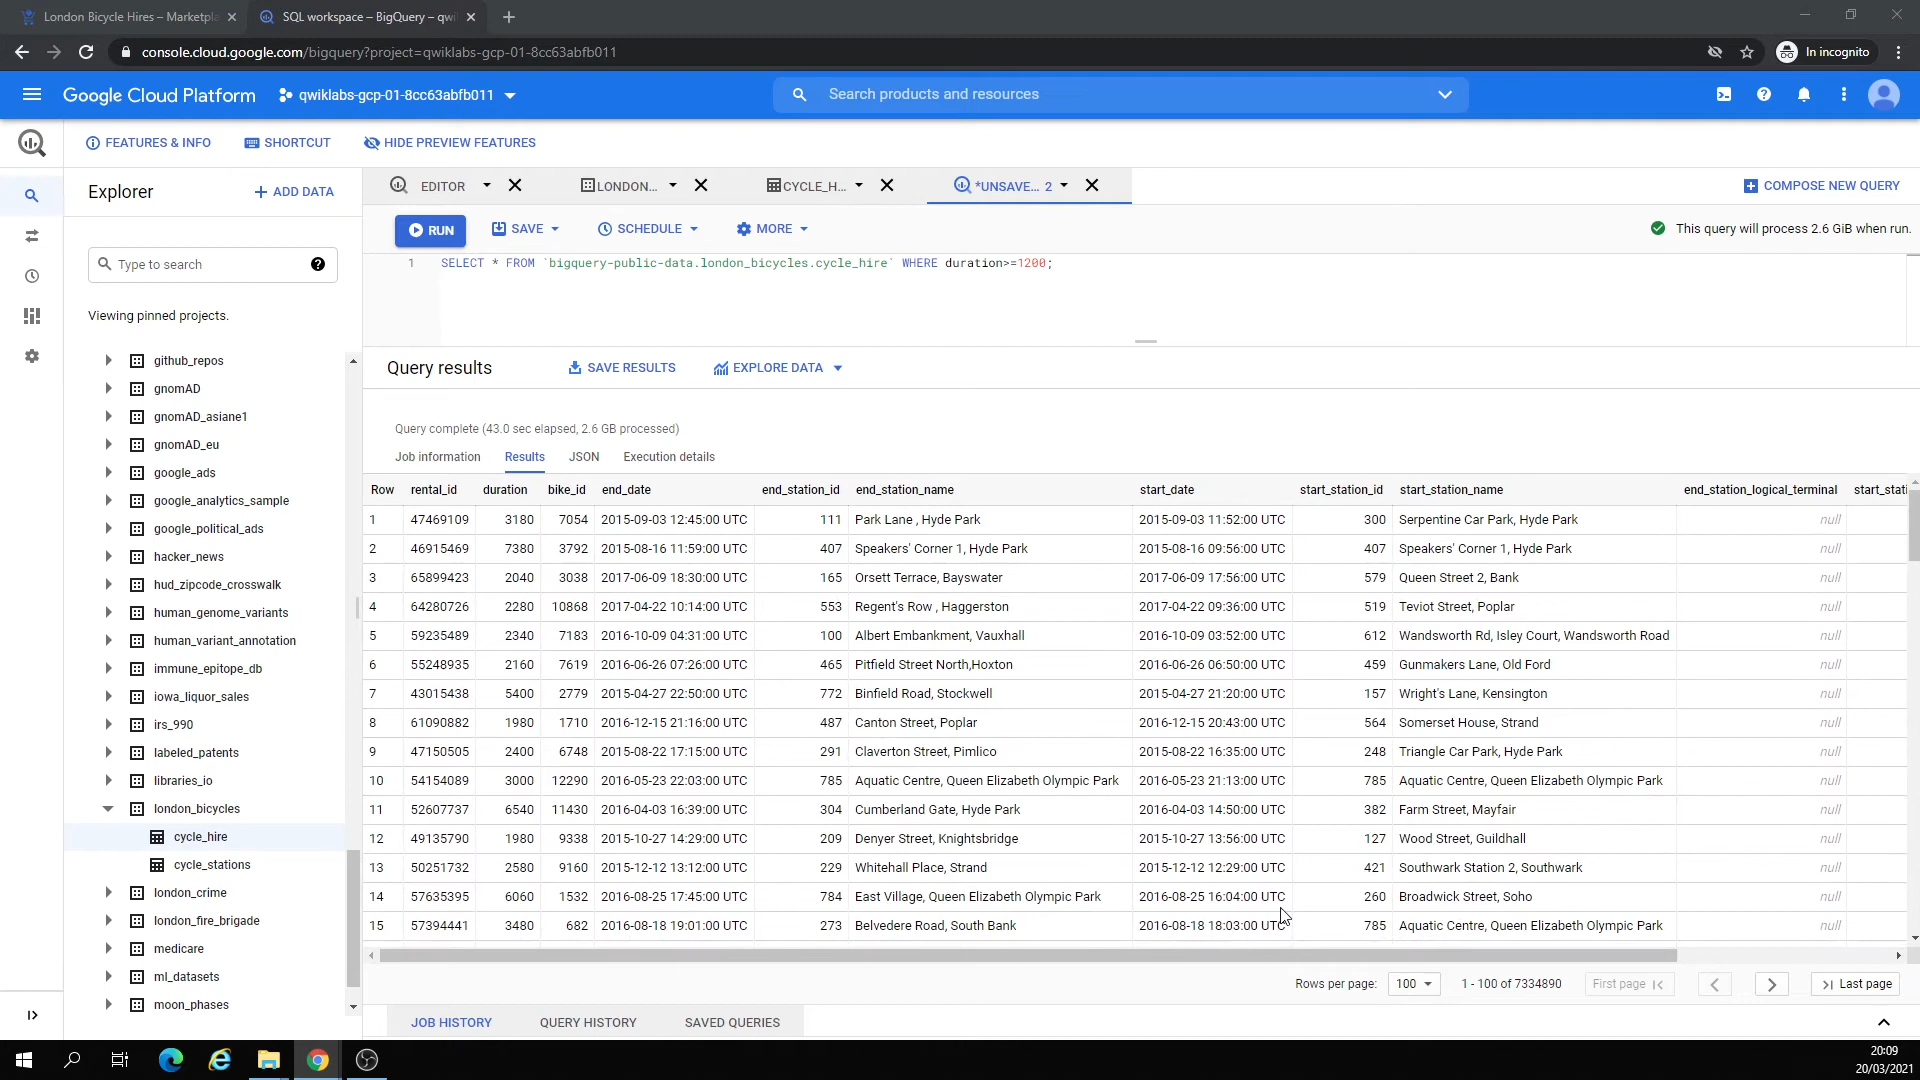 London Bicycle Hires – Marketpla
SQL workspace – BigQuery – qwi
console.cloud.google.com/bigquery?project=qwiklabs-gcp-01-8cc63abfb011
In incognito
Google Cloud Platform
qwiklabs-gcp-01-8cc63abfb011
Search products and resources
FEATURES & INFO
SHORTCUT
HIDE PREVIEW FEATURES
Explorer
ADD DATA
EDITOR
LONDON...
CYCLE_H...
*UNSAVE... 2
COMPOSE NEW QUERY
RUN
SAVE
SCHEDULE
MORE
This query will process 2.6 GiB when run.
Type to search
1 SELECT * FROM `bigquery-public-data.london_bicycles.cycle_hire` WHERE duration>=1200;
Viewing pinned projects.
github_repos
gnomAD
gnomAD_asiane1
gnomAD_eu
google_ads
google_analytics_sample
google_political_ads
hacker_news
hud_zipcode_crosswalk
human_genome_variants
human_variant_annotation
immune_epitope_db
iowa_liquor_sales
irs_990
labeled_patents
libraries_io
london_bicycles
cycle_hire
cycle_stations
london_crime
london_fire_brigade
medicare
ml_datasets
moon_phases
Query results
SAVE RESULTS
EXPLORE DATA
Query complete (43.0 sec elapsed, 2.6 GB processed)
Job information Results JSON Execution details
Row rental_id duration bike_id end_date end_station_id end_station_name start_date start_station_id start_station_name end_station_logical_terminal start_stati
1 47469109 3180 7054 2015-09-03 12:45:00 UTC 111 Park Lane , Hyde Park 2015-09-03 11:52:00 UTC 300 Serpentine Car Park, Hyde Park null
2 46915469 7380 3792 2015-08-16 11:59:00 UTC 407 Speakers' Corner 1, Hyde Park 2015-08-16 09:56:00 UTC 407 Speakers' Corner 1, Hyde Park null
3 65899423 2040 3038 2017-06-09 18:30:00 UTC 165 Orsett Terrace, Bayswater 2017-06-09 17:56:00 UTC 579 Queen Street 2, Bank null
4 64280726 2280 10868 2017-04-22 10:14:00 UTC 553 Regent's Row , Haggerston 2017-04-22 09:36:00 UTC 519 Teviot Street, Poplar null
5 59235489 2340 7183 2016-10-09 04:31:00 UTC 100 Albert Embankment, Vauxhall 2016-10-09 03:52:00 UTC 612 Wandsworth Rd, Isley Court, Wandsworth Road null
6 55248935 2160 7619 2016-06-26 07:26:00 UTC 465 Pitfield Street North,Hoxton 2016-06-26 06:50:00 UTC 459 Gunmakers Lane, Old Ford null
7 43015438 5400 2779 2015-04-27 22:50:00 UTC 772 Binfield Road, Stockwell 2015-04-27 21:20:00 UTC 157 Wright's Lane, Kensington null
8 61090882 1980 1710 2016-12-15 21:16:00 UTC 487 Canton Street, Poplar 2016-12-15 20:43:00 UTC 564 Somerset House, Strand null
9 47150505 2400 6748 2015-08-22 17:15:00 UTC 291 Claverton Street, Pimlico 2015-08-22 16:35:00 UTC 248 Triangle Car Park, Hyde Park null
10 54154089 3000 12290 2016-05-23 22:03:00 UTC 785 Aquatic Centre, Queen Elizabeth Olympic Park 2016-05-23 21:13:00 UTC 785 Aquatic Centre, Queen Elizabeth Olympic Park null
11 52607737 6540 11430 2016-04-03 16:39:00 UTC 304 Cumberland Gate, Hyde Park 2016-04-03 14:50:00 UTC 382 Farm Street, Mayfair null
12 49135790 1980 9338 2015-10-27 14:29:00 UTC 209 Denyer Street, Knightsbridge 2015-10-27 13:56:00 UTC 127 Wood Street, Guildhall null
13 50251732 2580 9160 2015-12-12 13:12:00 UTC 229 Whitehall Place, Strand 2015-12-12 12:29:00 UTC 421 Southwark Station 2, Southwark null
14 57635395 6060 1532 2016-08-25 17:45:00 UTC 784 East Village, Queen Elizabeth Olympic Park 2016-08-25 16:04:00 UTC 260 Broadwick Street, Soho null
15 57394441 3480 682 2016-08-18 19:01:00 UTC 273 Belvedere Road, South Bank 2016-08-18 18:03:00 UTC 785 Aquatic Centre, Queen Elizabeth Olympic Park null
Rows per page: 100 1 - 100 of 7334890 First page Last page
JOB HISTORY QUERY HISTORY SAVED QUERIES
20:09
20/03/2021